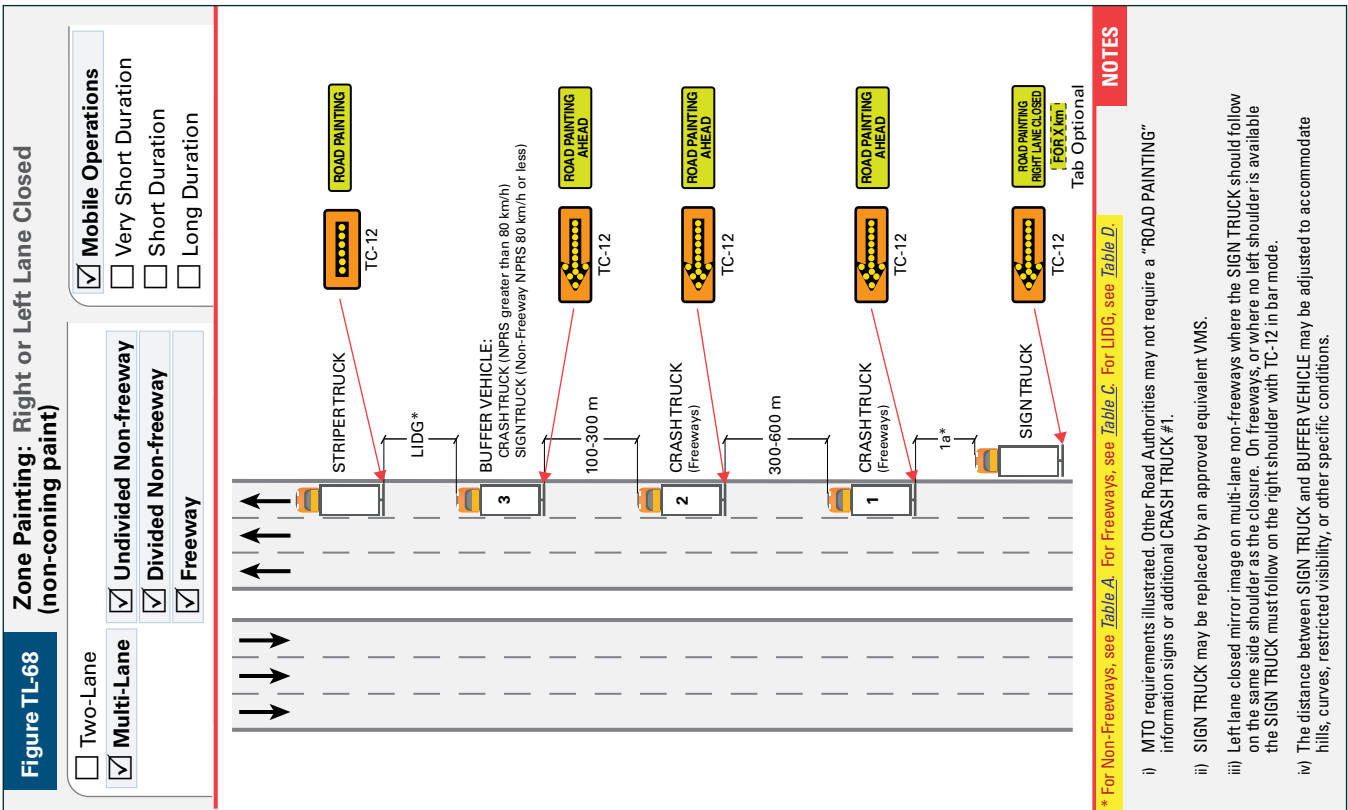 Figure TL-68
Zone Painting: Right or Left Lane Closed
(non-coning paint)
Two-Lane
Multi-Lane
Undivided Non-freeway
Divided Non-freeway
Freeway
Mobile Operations
Very Short Duration
Short Duration
Long Duration
STRIPER TRUCK
TC-12
ROAD PAINTING
LIDG*
BUFFER VEHICLE:
CRASH TRUCK (NPRS greater than 80 km/h)
SIGN TRUCK (Non-Freeway NPRS 80 km/h or less)
3
TC-12
ROAD PAINTING
AHEAD
100-300 m
CRASH TRUCK
(Freeways)
2
TC-12
ROAD PAINTING
AHEAD
300-600 m
CRASH TRUCK
(Freeways)
1
TC-12
ROAD PAINTING
AHEAD
1a*
SIGN TRUCK
TC-12
ROAD PAINTING
RIGHT LANE CLOSED
FOR X km
Tab Optional
* For Non-Freeways, see Table A. For Freeways, see Table C. For LIDG, see Table D.
NOTES
i) MTO requirements illustrated. Other Road Authorities may not require a “ROAD PAINTING”
information signs or additional CRASH TRUCK #1.
ii) SIGN TRUCK may be replaced by an approved equivalent VMS.
iii) Left lane closed mirror image on multi-lane non-freeways where the SIGN TRUCK should follow
on the same side shoulder as the closure. On freeways, or where no left shoulder is available
the SIGN TRUCK must follow on the right shoulder with TC-12 in bar mode.
iv) The distance between SIGN TRUCK and BUFFER VEHICLE may be adjusted to accommodate
hills, curves, restricted visibility, or other specific conditions.